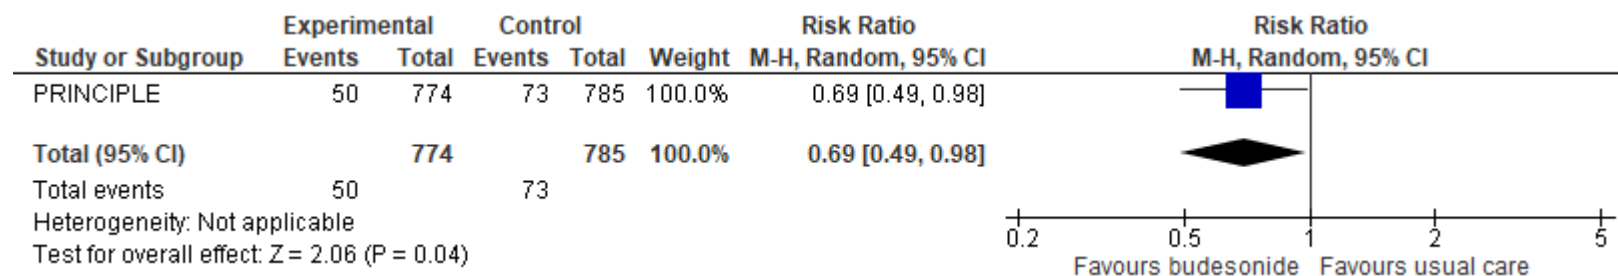 Experimental Control Risk Ratio Risk Ratio
Study or Subgroup Events Total Events Total Weight M-H, Random, 95% CI M-H, Random, 95% CI
PRINCIPLE 50 774 73 785 100.0% 0.69 [0.49, 0.98]
Total (95% CI) 774 785 100.0% 0.69 [0.49, 0.98]
Total events 50 73
Heterogeneity: Not applicable
Test for overall effect: Z = 2.06 (P = 0.04)
0.2 0.5 1 2 5
Favours budesonide Favours usual care